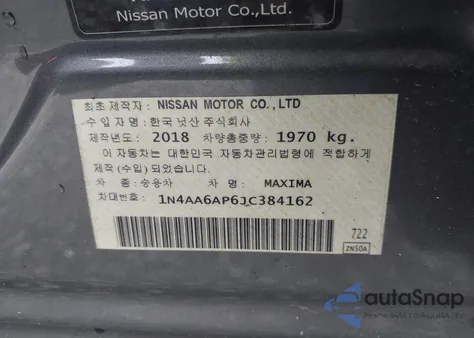 Nissan Motor Co.,Ltd.
최초 제작자: NISSAN MOTOR CO.,LTD
수 입 자 명: 한국 닛산 주식회사
제작년도: 2018 차량총중량: 1970 kg.
이 자동차는 대한민국 자동차관리법령에 적합하게
제작 (수입) 되었습니다
차 종: 승용차 차 명: MAXIMA
차대번호: 1N4AA6AP6JC384162
722
ZN50A
autoSnap